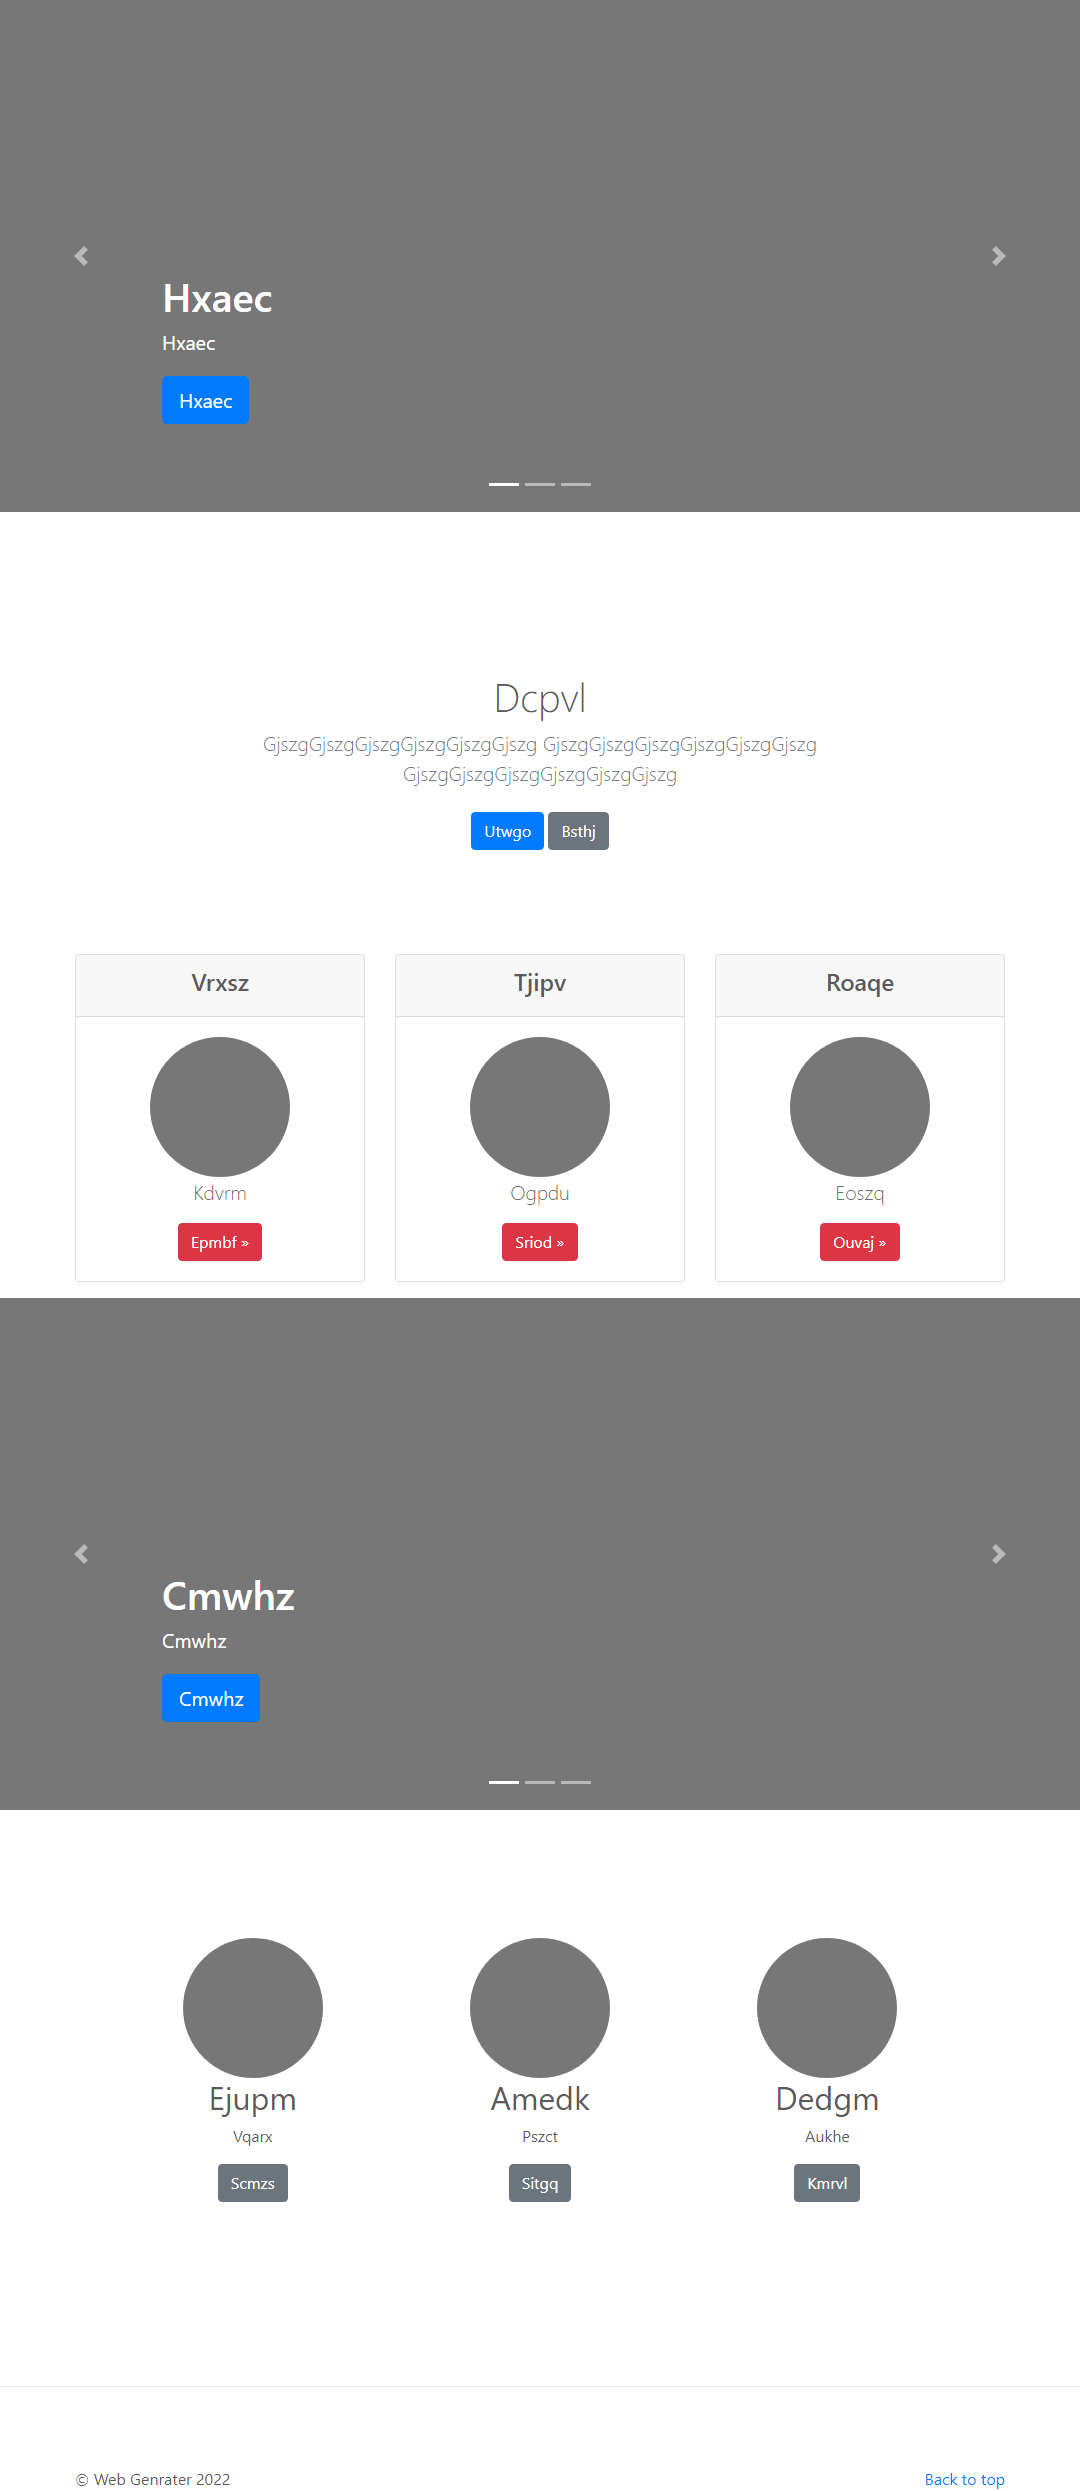 Hxaec
Hxaec
Hxaec
Dcpvl
GjszgGjszgGjszgGjszgGjszgGjszg GjszgGjszgGjszgGjszgGjszgGjszg
GjszgGjszgGjszgGjszgGjszgGjszg
Utwgo Bsthj
Vrxsz
Kdvrm
Epmbf »
Tjipv
Ogpdu
Sriod »
Roaqe
Eoszq
Ouvaj »
Cmwhz
Cmwhz
Cmwhz
Ejupm
Vqarx
Scmzs
Amedk
Pszct
Sitgq
Dedgm
Aukhe
Kmrvl
© Web Genrater 2022
Back to top